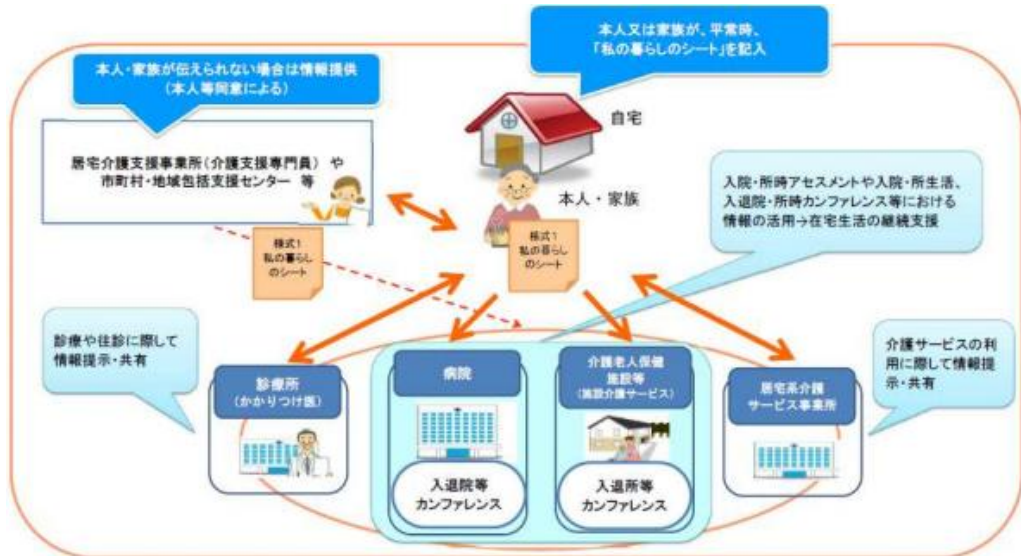 本人又は家族が、平常時、
「私の暮らしのシート」を記入
本人・家族が伝えられない場合は情報提供
(本人等同意による)
自宅
居宅介護支援事業所(介護支援専門員) や
市町村・地域包括支援センター 等
本人・家族
入院・所時アセスメントや入院・所生活、
入退院・所時カンファレンス等における
情報の活用→在宅生活の継続支援
様式1
私の暮らし
のシート
様式1
私の暮らし
のシート
診療や往診に際して
情報提示・共有
介護サービスの利
用に際して情報提
示・共有
診療所
(かかりつけ医)
病院
介護老人保健
施設等
(施設介護サービス)
居宅系介護
サービス事業所
入退院等
カンファレンス
入退所等
カンファレンス